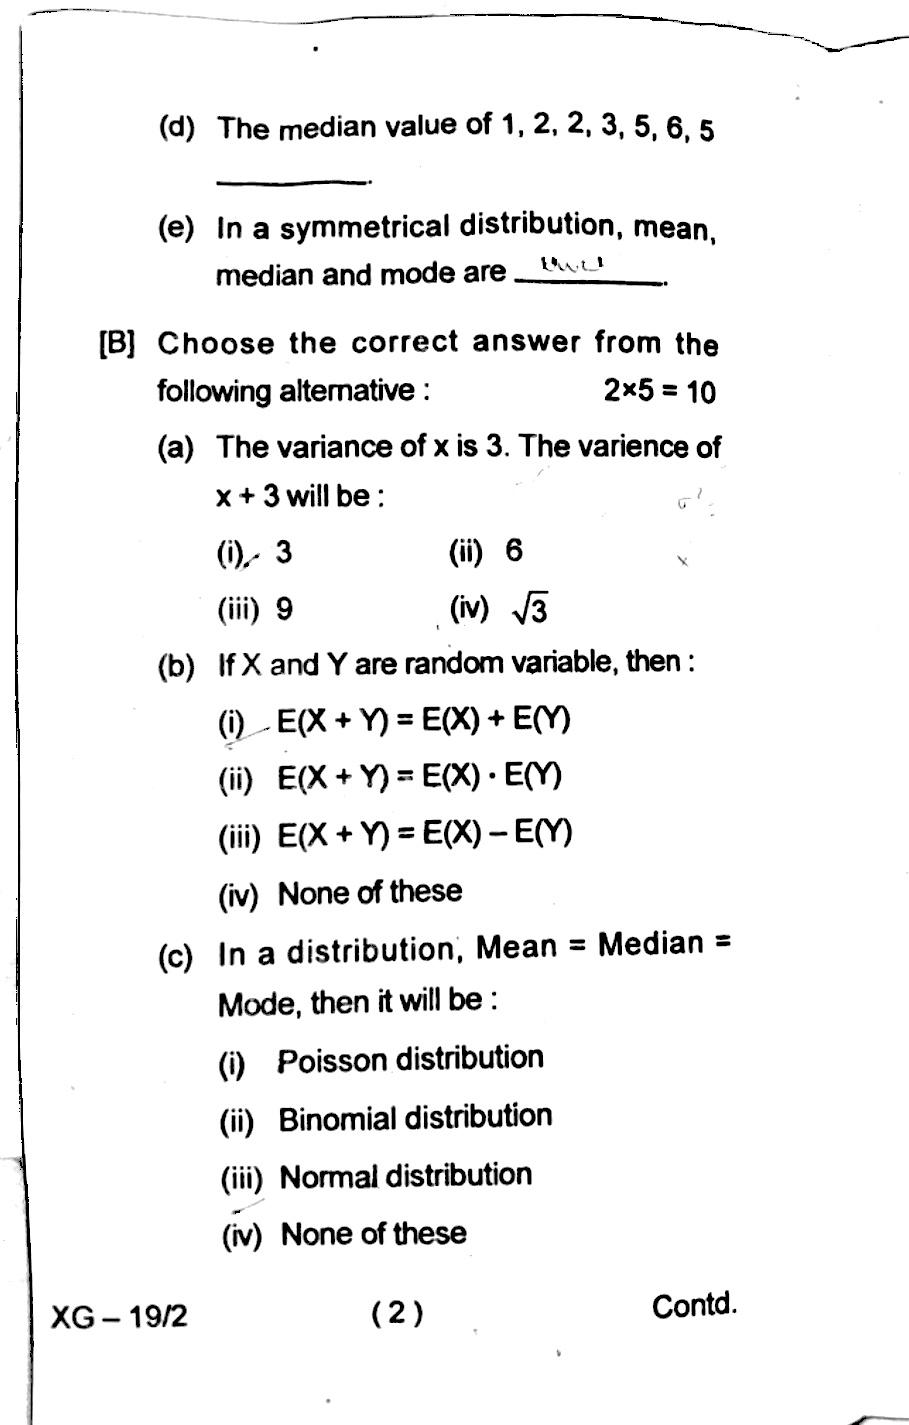 (d) The median value of 1, 2, 2, 3, 5, 6, 5
________.
(e) In a symmetrical distribution, mean,
median and mode are ________.
[B] Choose the correct answer from the
following alternative : 2×5 = 10
(a) The variance of x is 3. The varience of
x + 3 will be :
(i) 3 (ii) 6
(iii) 9 (iv) √3
(b) If X and Y are random variable, then :
(i) E(X + Y) = E(X) + E(Y)
(ii) E(X + Y) = E(X) · E(Y)
(iii) E(X + Y) = E(X) – E(Y)
(iv) None of these
(c) In a distribution, Mean = Median =
Mode, then it will be :
(i) Poisson distribution
(ii) Binomial distribution
(iii) Normal distribution
(iv) None of these
XG – 19/2 (2) Contd.